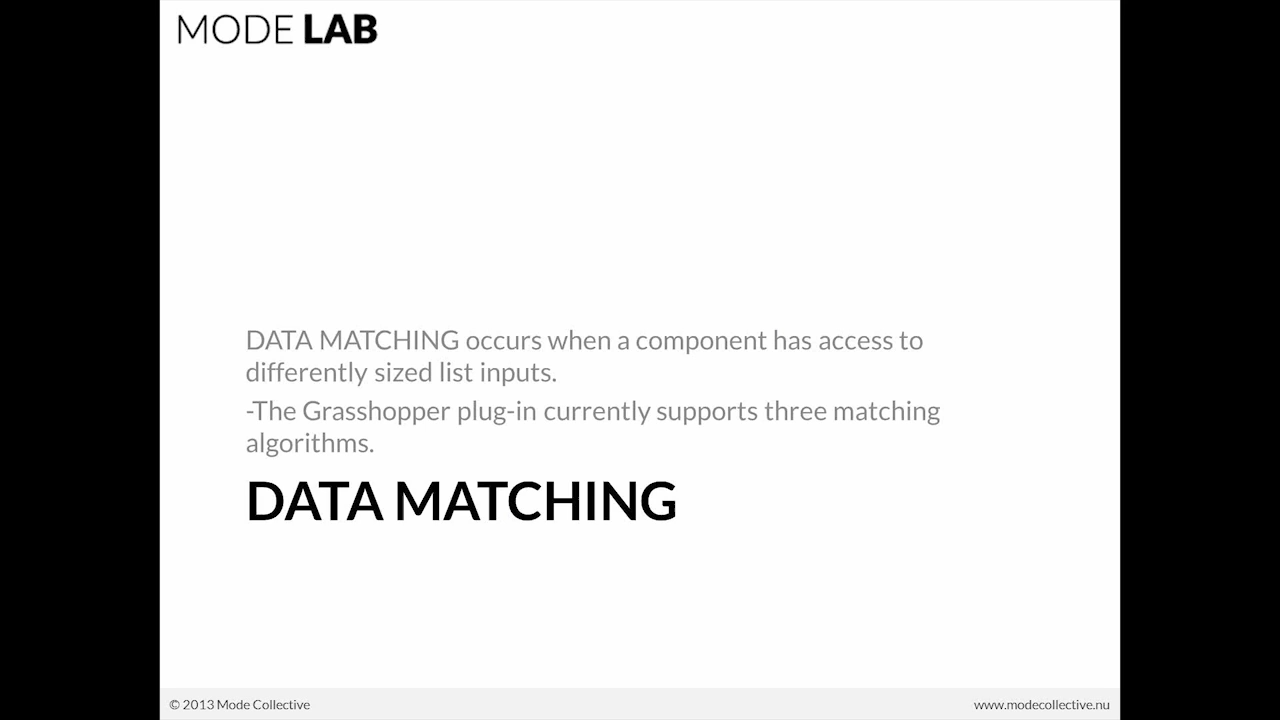 MODE LAB
DATA MATCHING occurs when a component has access to
differently sized list inputs.
-The Grasshopper plug-in currently supports three matching
algorithms.
DATA MATCHING
© 2013 Mode Collective
www.modecollective.nu